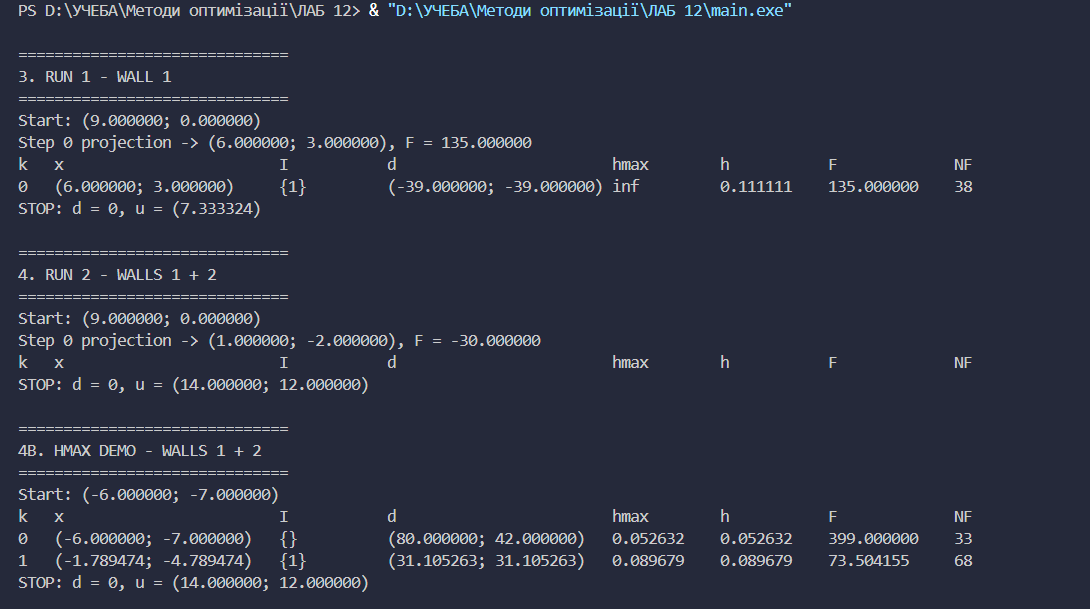 PS D:\УЧЕБА\Методи оптимізації\ЛАБ 12> & "D:\УЧЕБА\Методи оптимізації\ЛАБ 12\main.exe"
==============================
3. RUN 1 - WALL 1
==============================
Start: (9.000000; 0.000000)
Step 0 projection -> (6.000000; 3.000000), F = 135.000000
k x I d hmax h F NF
0 (6.000000; 3.000000) {1} (-39.000000; -39.000000) inf 0.111111 135.000000 38
STOP: d = 0, u = (7.333324)
==============================
4. RUN 2 - WALLS 1 + 2
==============================
Start: (9.000000; 0.000000)
Step 0 projection -> (1.000000; -2.000000), F = -30.000000
k x I d hmax h F NF
STOP: d = 0, u = (14.000000; 12.000000)
==============================
4B. HMAX DEMO - WALLS 1 + 2
==============================
Start: (-6.000000; -7.000000)
k x I d hmax h F NF
0 (-6.000000; -7.000000) {} (80.000000; 42.000000) 0.052632 0.052632 399.000000 33
1 (-1.789474; -4.789474) {1} (31.105263; 31.105263) 0.089679 0.089679 73.504155 68
STOP: d = 0, u = (14.000000; 12.000000)